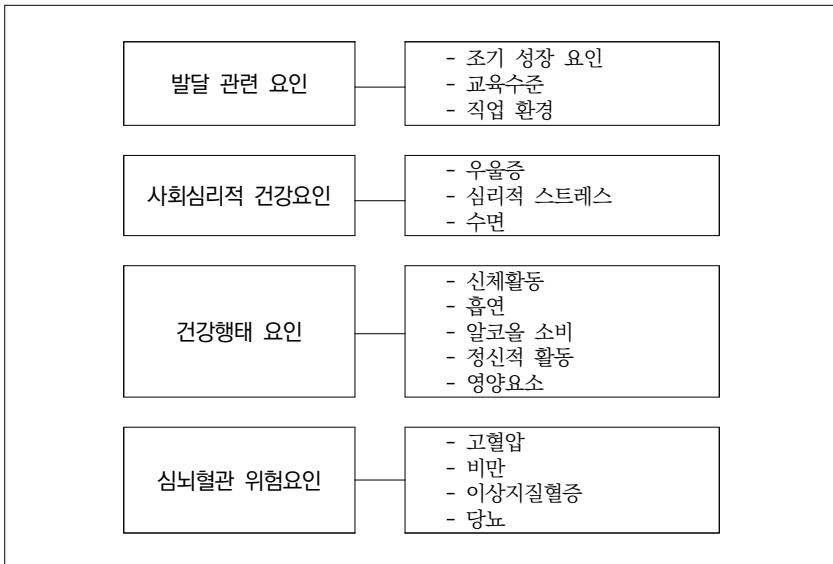 발달 관련 요인
- 조기 성장 요인
- 교육수준
- 직업 환경
사회심리적 건강요인
- 우울증
- 심리적 스트레스
- 수면
건강행태 요인
- 신체활동
- 흡연
- 알코올 소비
- 정신적 활동
- 영양요소
심뇌혈관 위험요인
- 고혈압
- 비만
- 이상지질혈증
- 당뇨